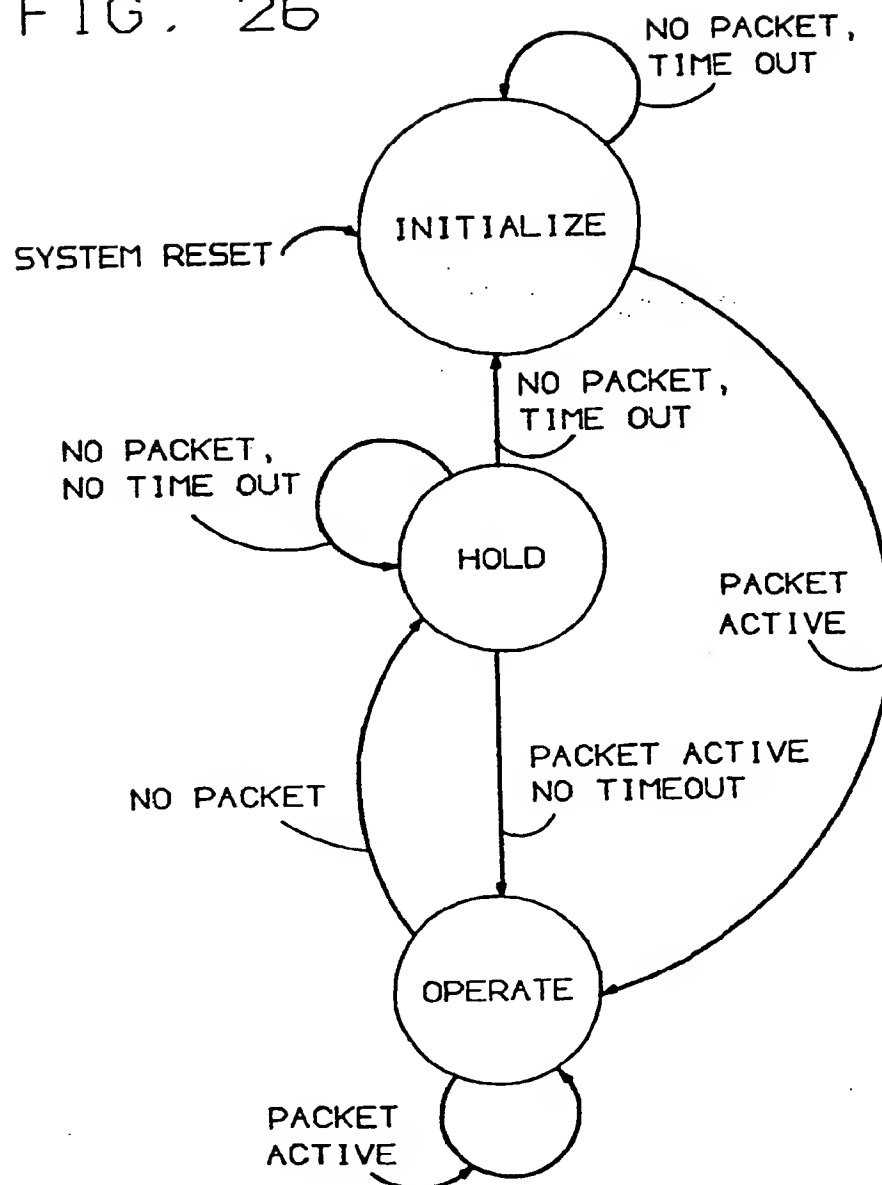 FIG. 26
NO PACKET,
TIME OUT
INITIALIZE
SYSTEM RESET
NO PACKET,
TIME OUT
NO PACKET,
NO TIME OUT
HOLD
PACKET
ACTIVE
PACKET ACTIVE
NO TIMEOUT
NO PACKET
OPERATE
PACKET
ACTIVE